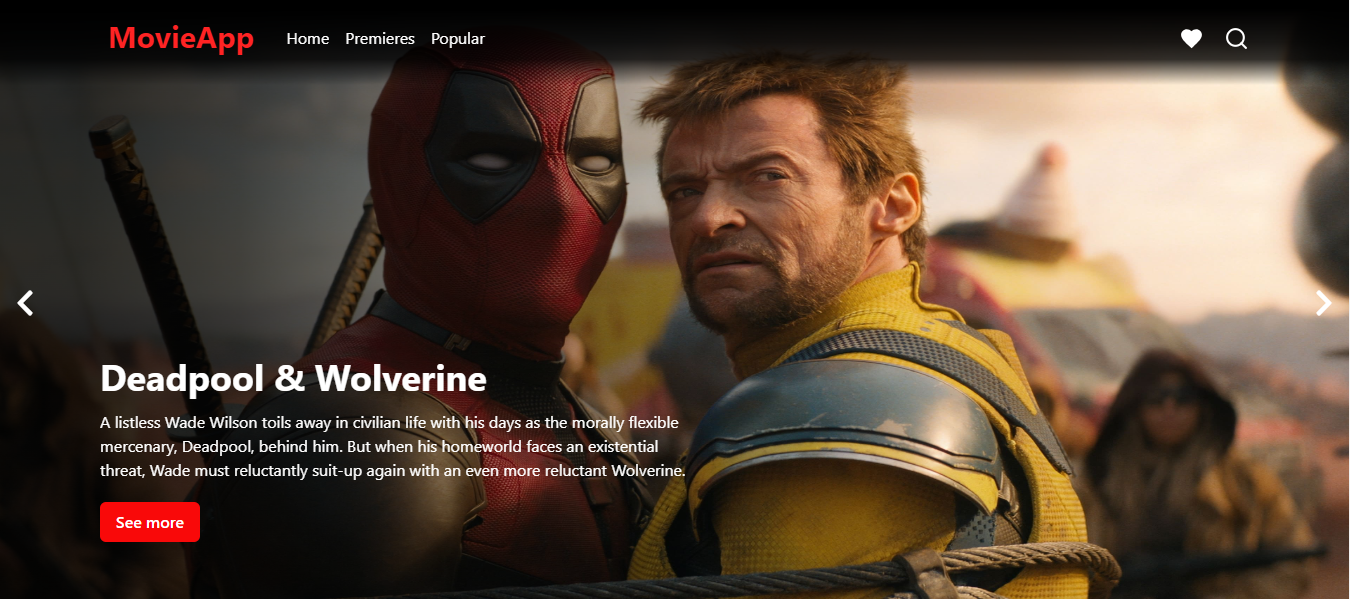 MovieApp
Home Premieres Popular
Deadpool & Wolverine
A listless Wade Wilson toils away in civilian life with his days as the morally flexible
mercenary, Deadpool, behind him. But when his homeworld faces an existential
threat, Wade must reluctantly suit-up again with an even more reluctant Wolverine.
See more